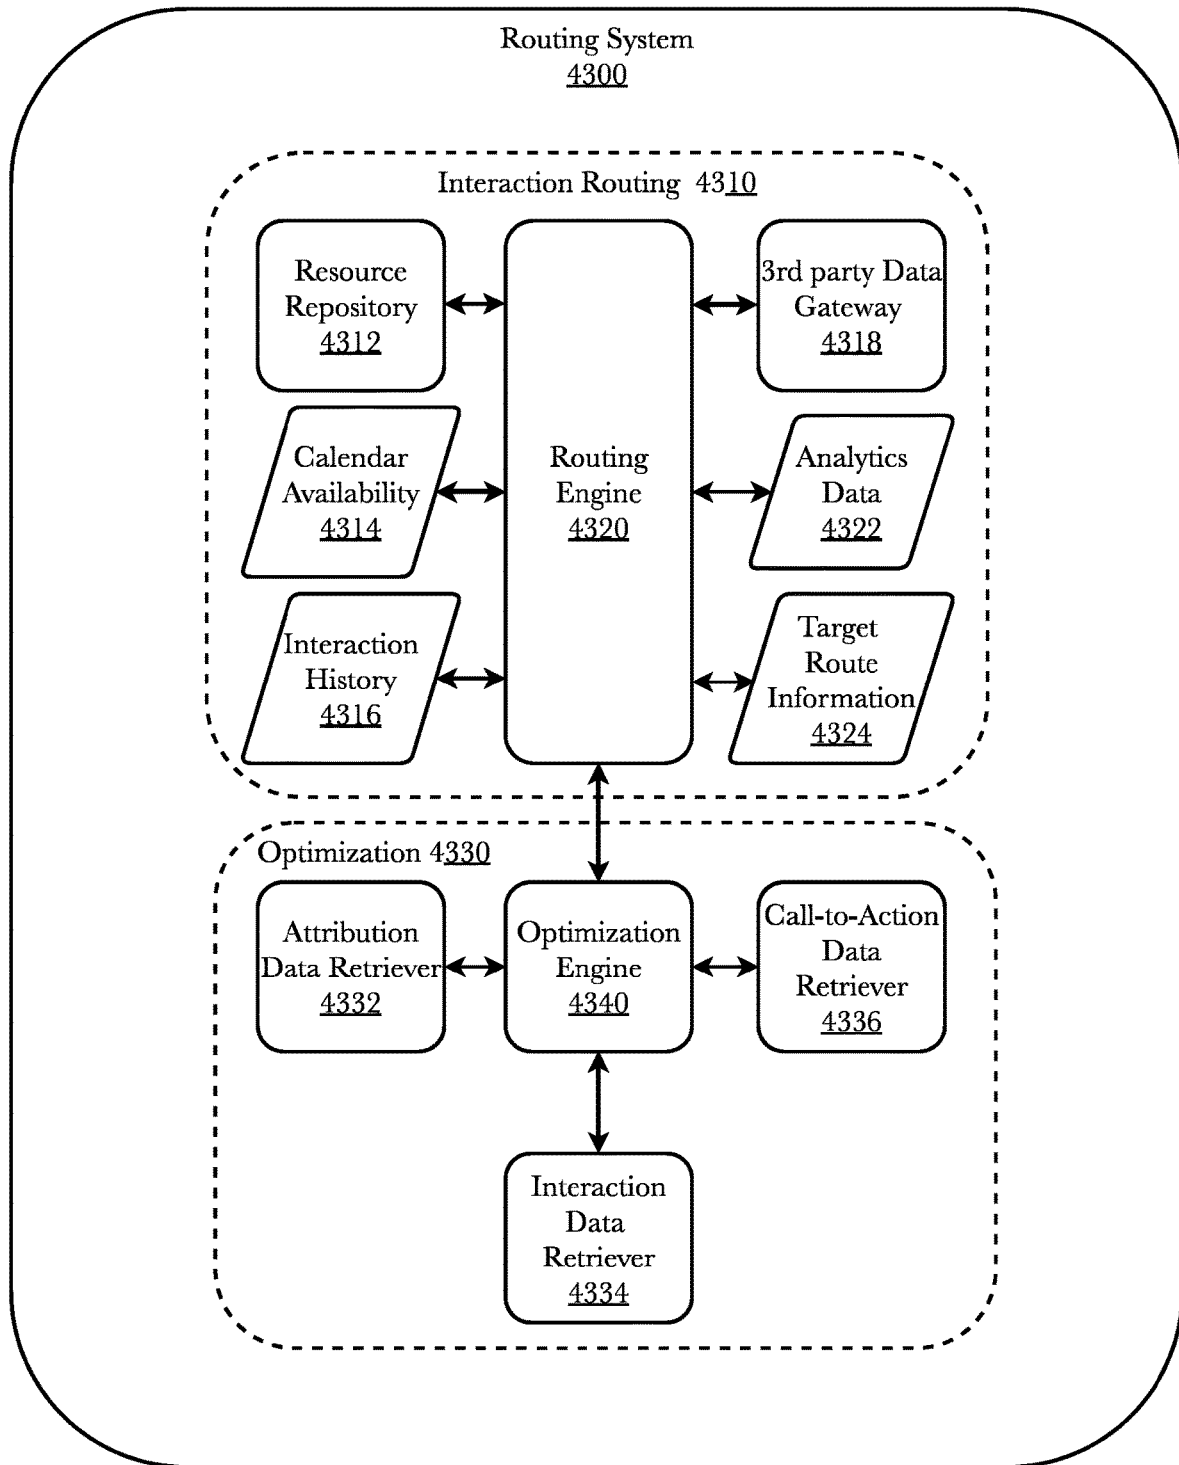 Routing System
4300
Interaction Routing 4310
Resource
Repository
4312
Routing
Engine
4320
3rd party Data
Gateway
4318
Calendar
Availability
4314
Analytics
Data
4322
Interaction
History
4316
Target
Route
Information
4324
Optimization 4330
Attribution
Data Retriever
4332
Optimization
Engine
4340
Call-to-Action
Data
Retriever
4336
Interaction
Data
Retriever
4334